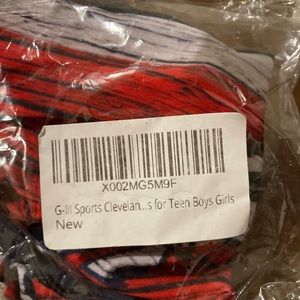 X002MG5M9F
G-III Sports Clevelan...s for Teen Boys Girls
New